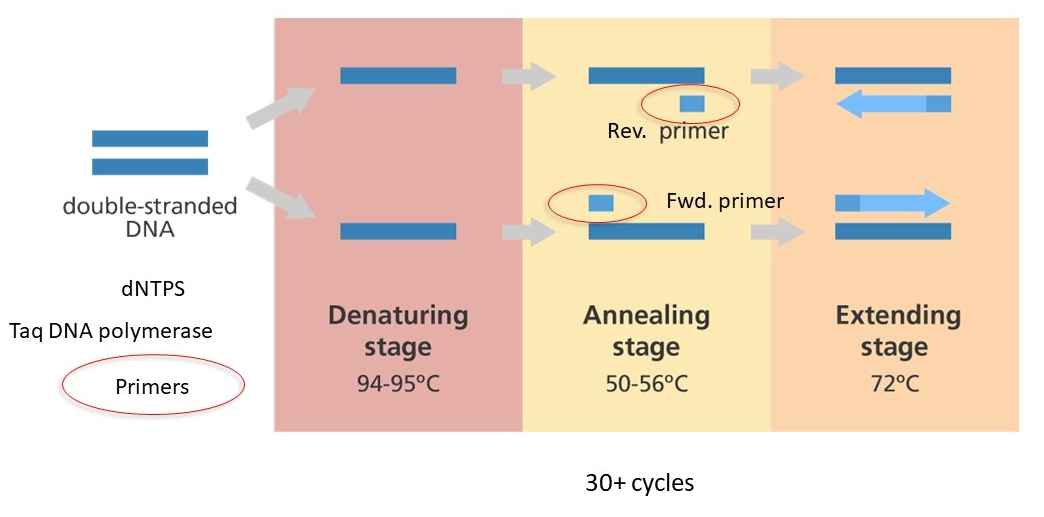 double-stranded
DNA
dNTPS
Taq DNA polymerase
Primers
Rev. primer
Fwd. primer
Denaturing
stage
94-95ºC
Annealing
stage
50-56ºC
Extending
stage
72ºC
30+ cycles